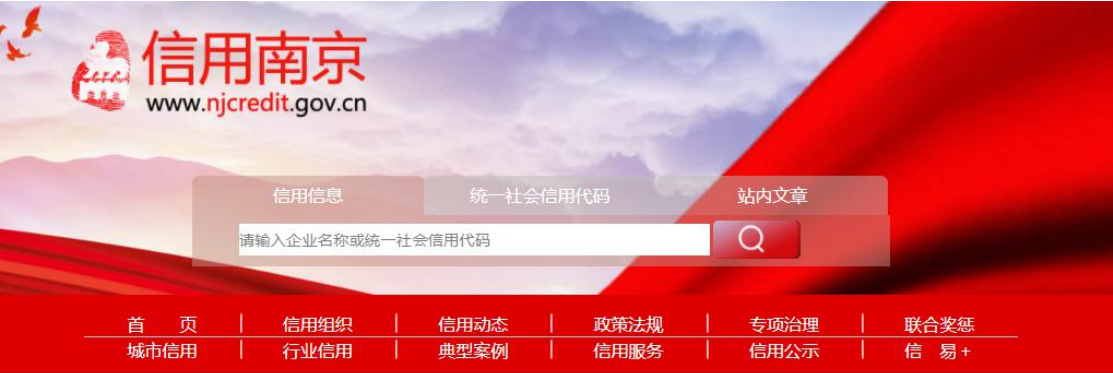 信用南京
www.njcredit.gov.cn
信用信息 统一社会信用代码 站内文章
请输入企业名称或统一社会信用代码
首 页 | 信用组织 | 信用动态 | 政策法规 | 专项治理 | 联合奖惩
城市信用 | 行业信用 | 典型案例 | 信用服务 | 信用公示 | 信 易+